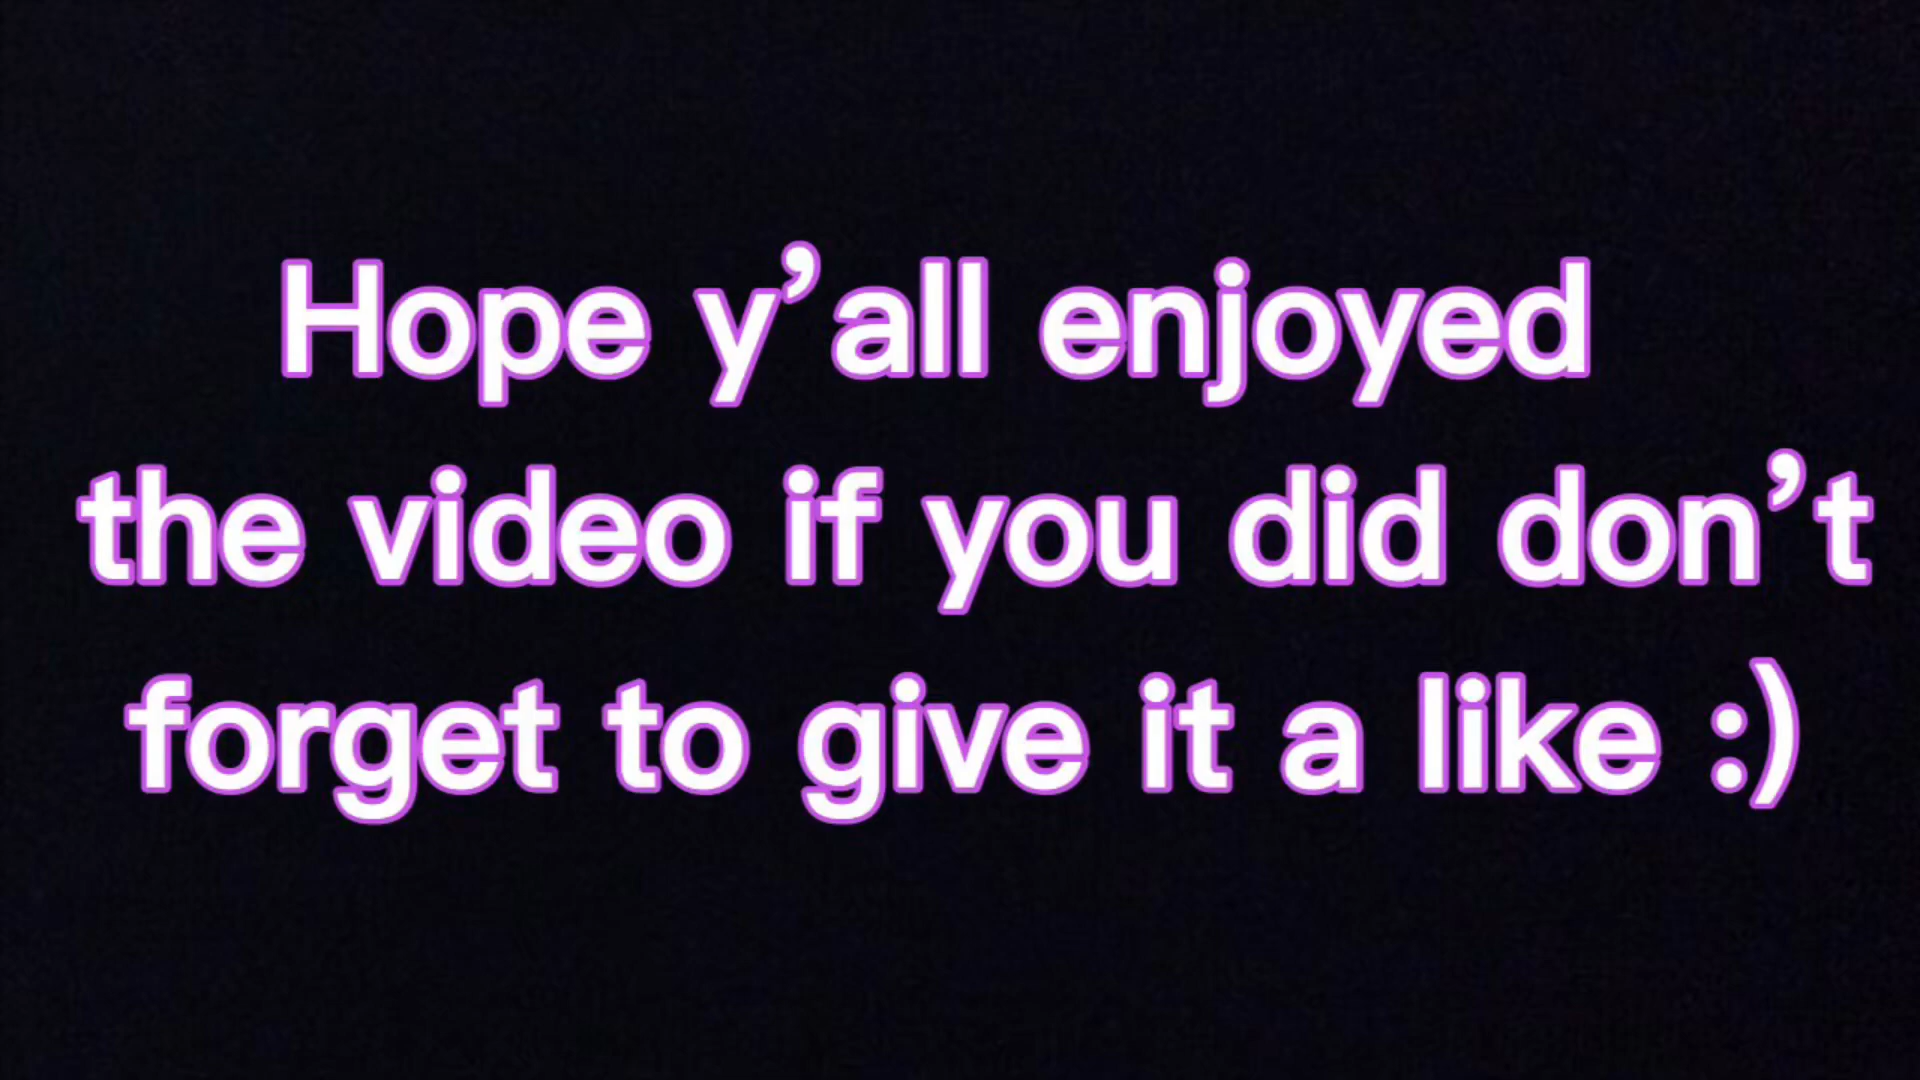 Hope y’all enjoyed
the video if you did don’t
forget to give it a like :)